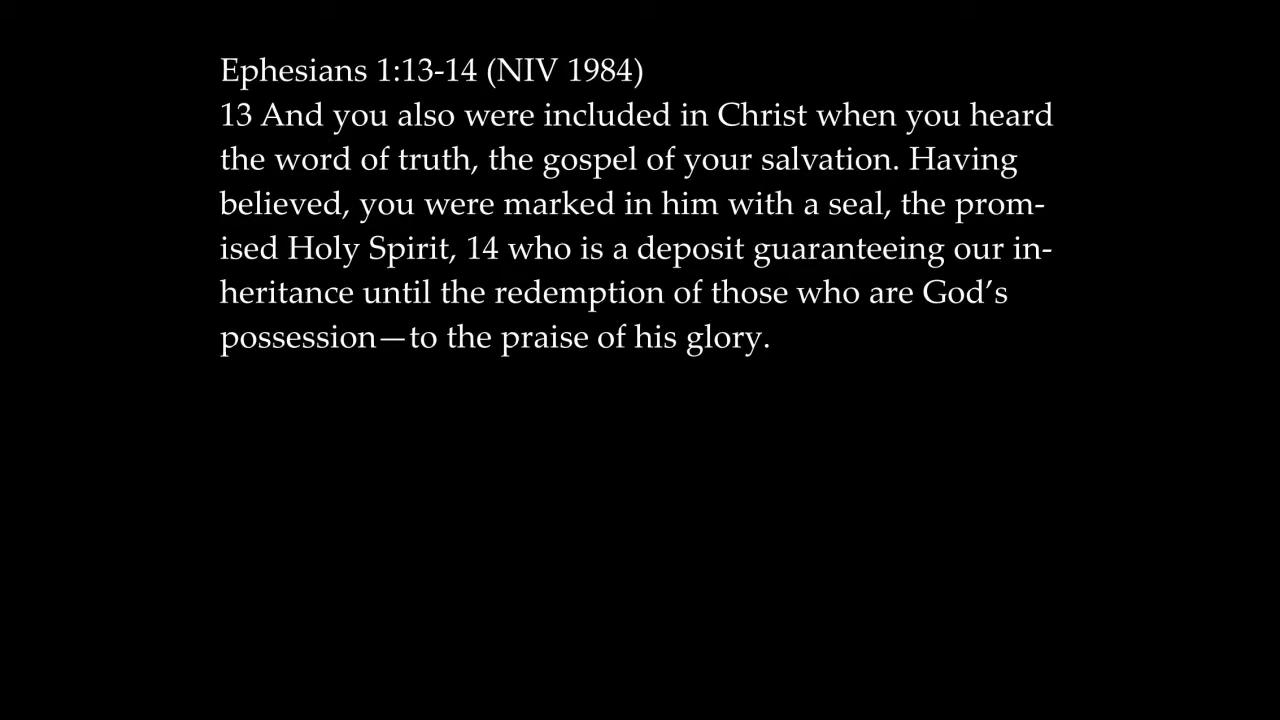 Ephesians 1:13-14 (NIV 1984)
13 And you also were included in Christ when you heard
the word of truth, the gospel of your salvation. Having
believed, you were marked in him with a seal, the prom-
ised Holy Spirit, 14 who is a deposit guaranteeing our in-
heritance until the redemption of those who are God’s
possession—to the praise of his glory.